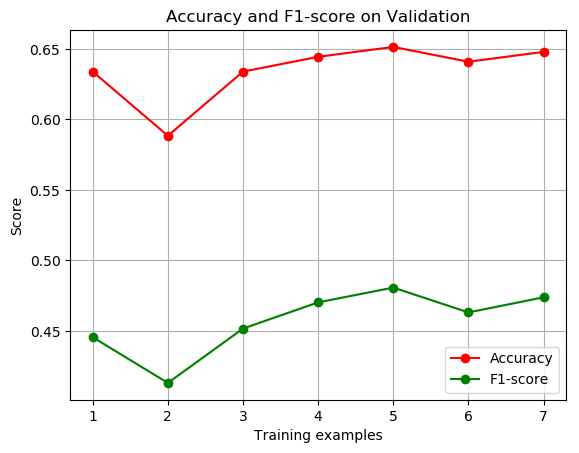 Accuracy and F1-score on Validation
Score
0.65
0.60
0.55
0.50
0.45
Accuracy
F1-score
1 2 3 4 5 6 7
Training examples